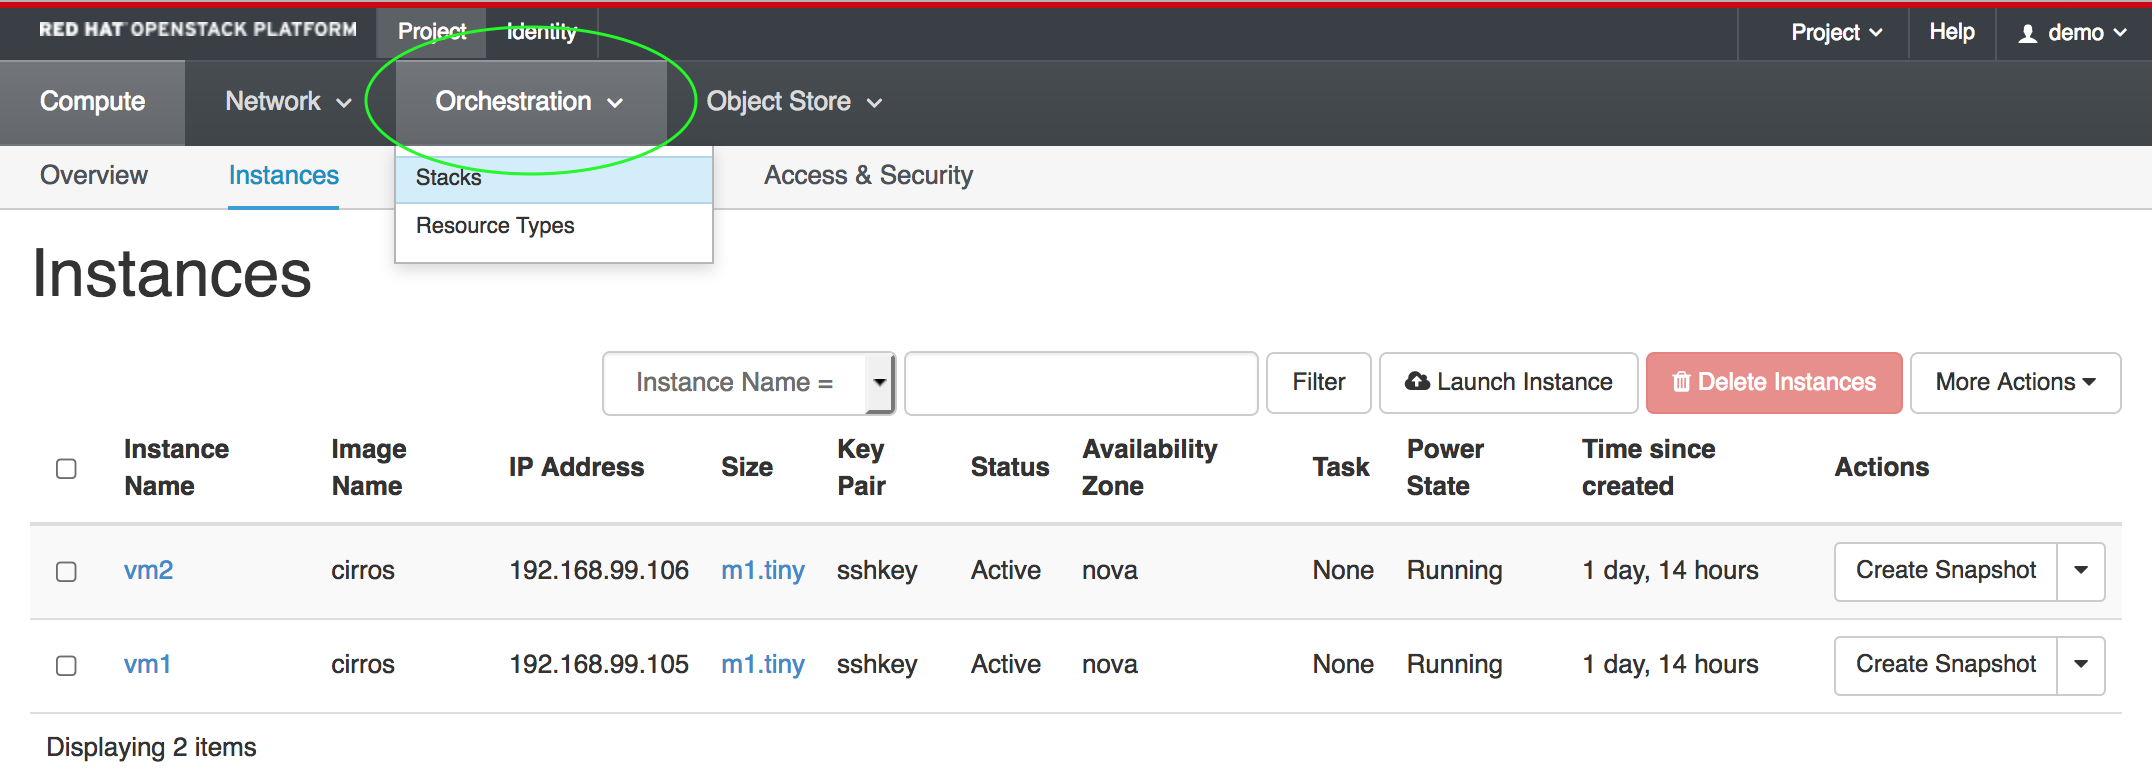 RED HAT OPENSTACK PLATFORM Project Identity Project Help demo
Compute Network Orchestration Object Store
Overview Instances Stacks Access & Security
Resource Types
Instances
Instance Name = Filter Launch Instance Delete Instances More Actions
Instance Name Image Name IP Address Size Key Pair Status Availability Zone Task Power State Time since created Actions
vm2 cirros 192.168.99.106 m1.tiny sshkey Active nova None Running 1 day, 14 hours Create Snapshot
vm1 cirros 192.168.99.105 m1.tiny sshkey Active nova None Running 1 day, 14 hours Create Snapshot
Displaying 2 items